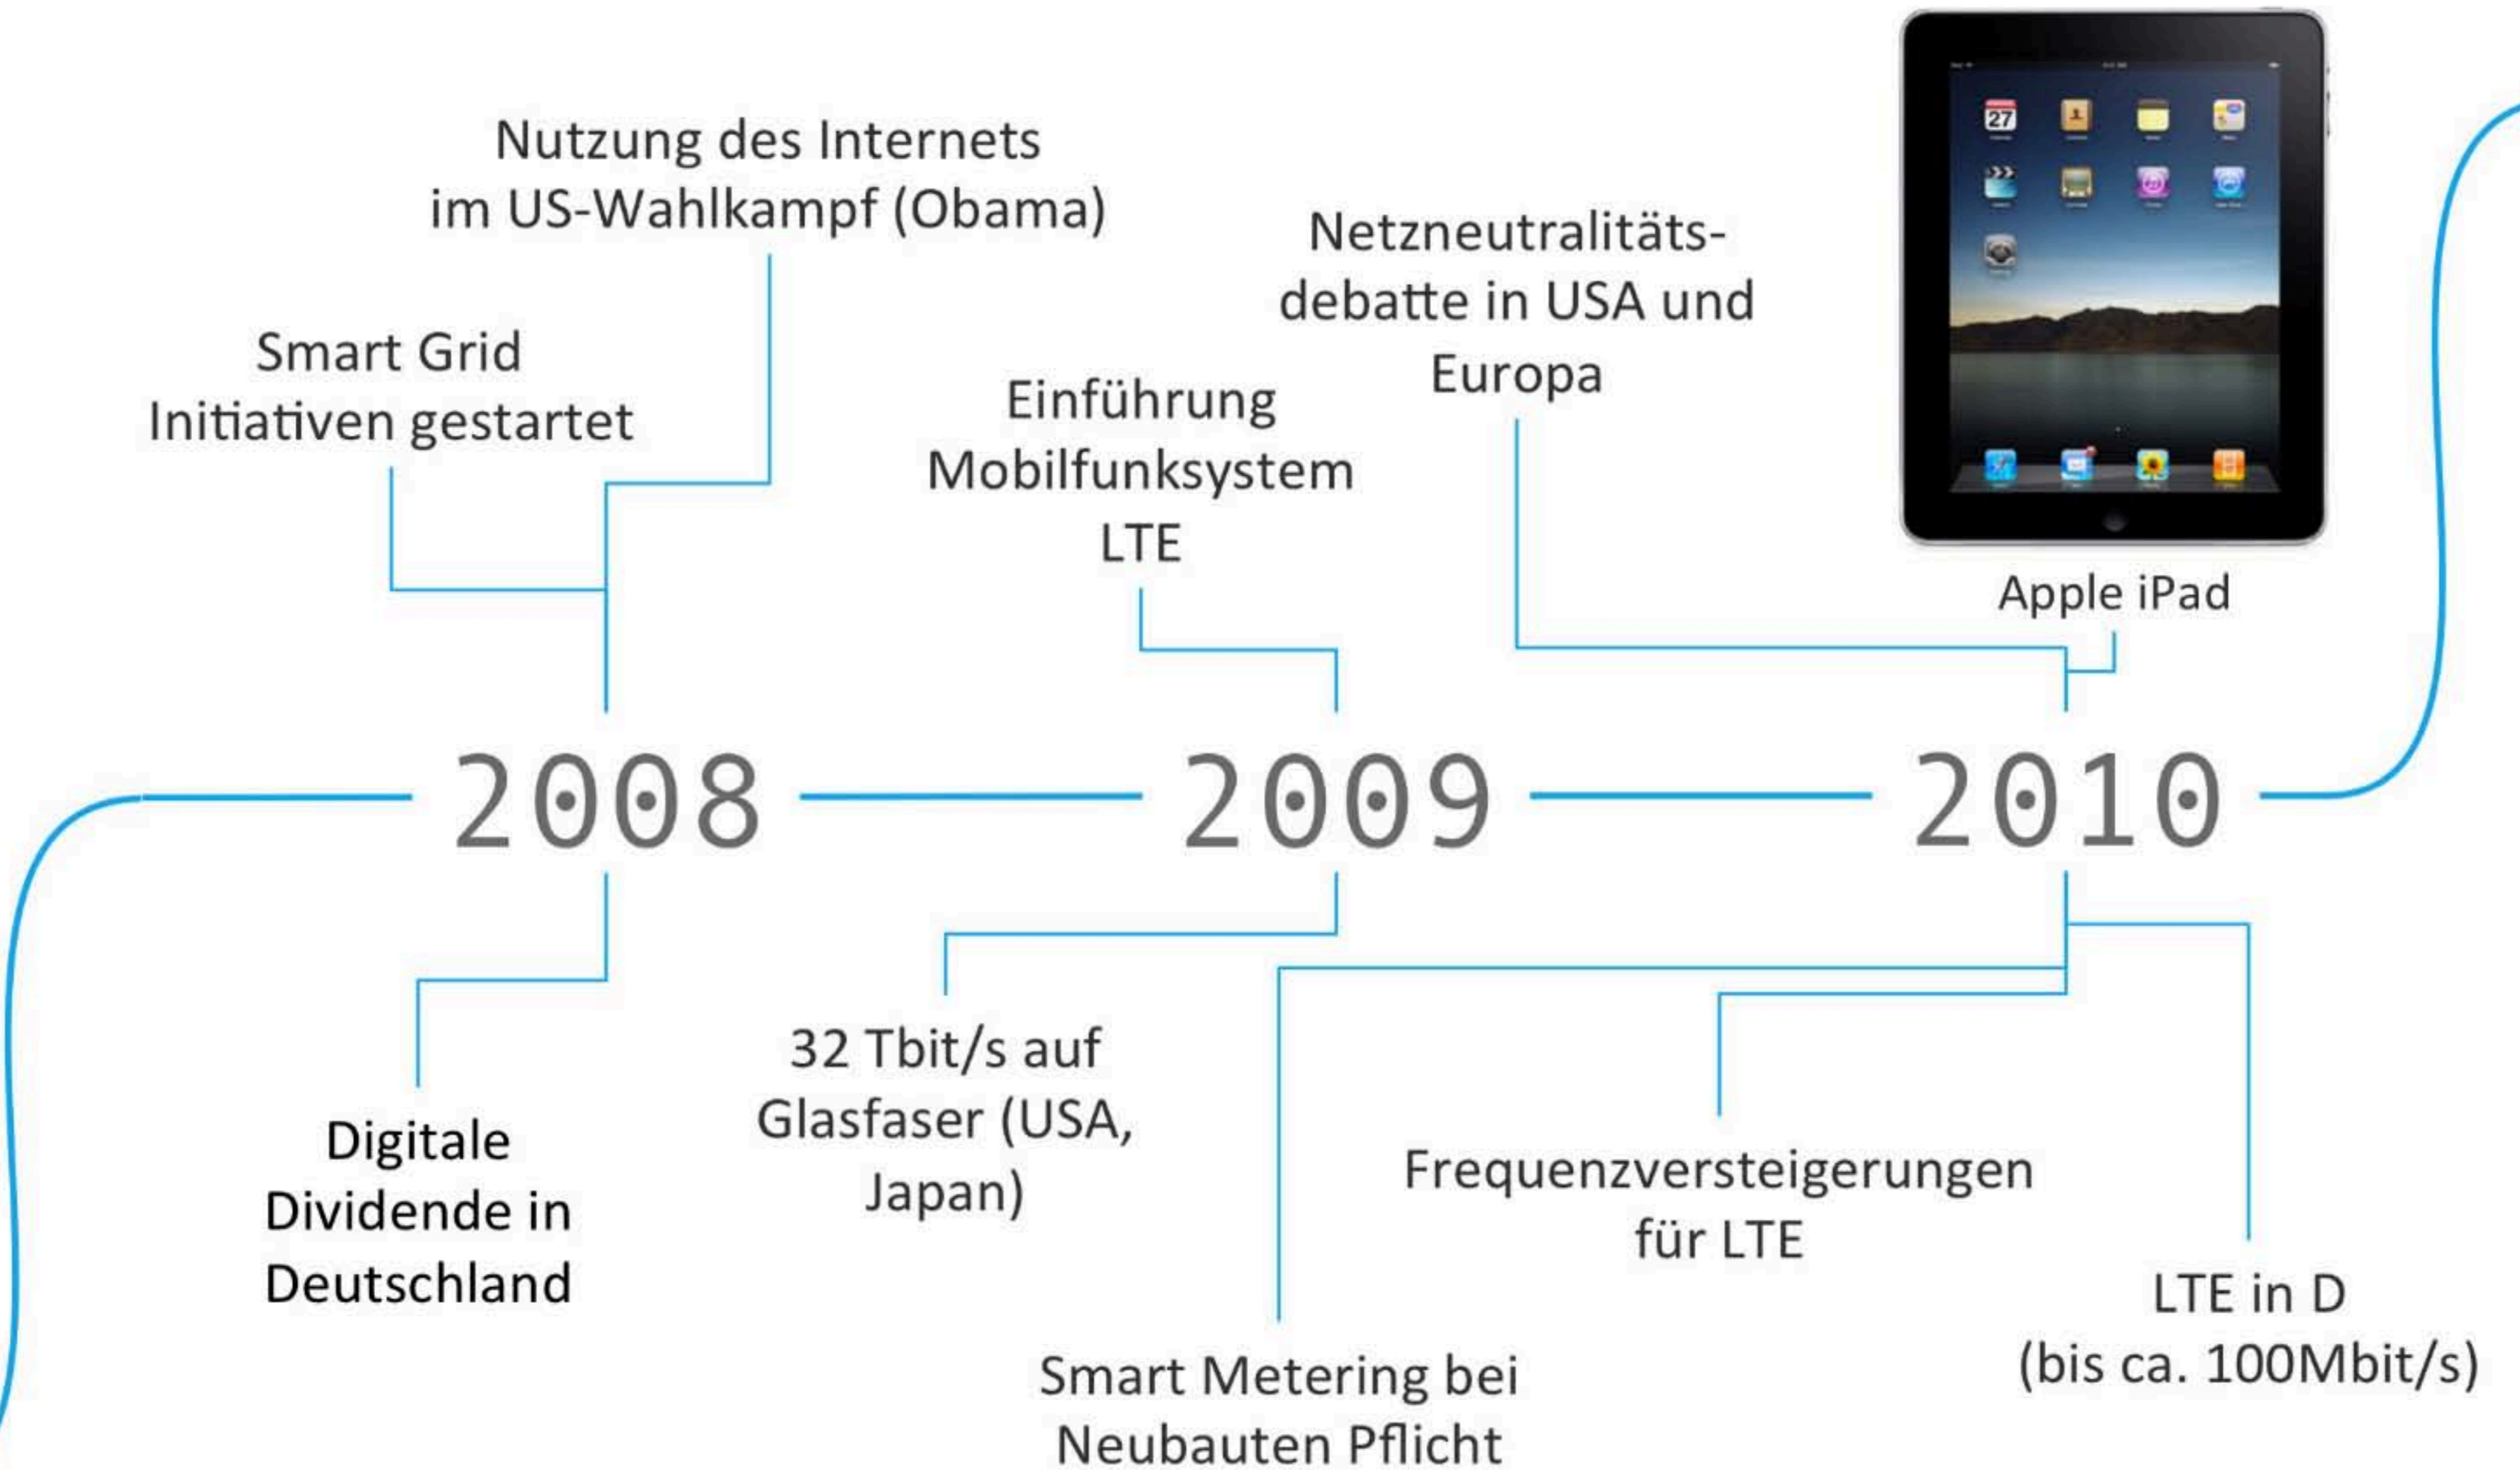 Nutzung des Internets
im US-Wahlkampf (Obama)
Smart Grid
Initiativen gestartet
Einführung
Mobilfunksystem
LTE
Netzneutralitäts-
debatte in USA und
Europa
27
Apple iPad
2008
2009
2010
Digitale
Dividende in
Deutschland
32 Tbit/s auf
Glasfaser (USA,
Japan)
Smart Metering bei
Neubauten Pflicht
Frequenzversteigerungen
für LTE
LTE in D
(bis ca. 100Mbit/s)